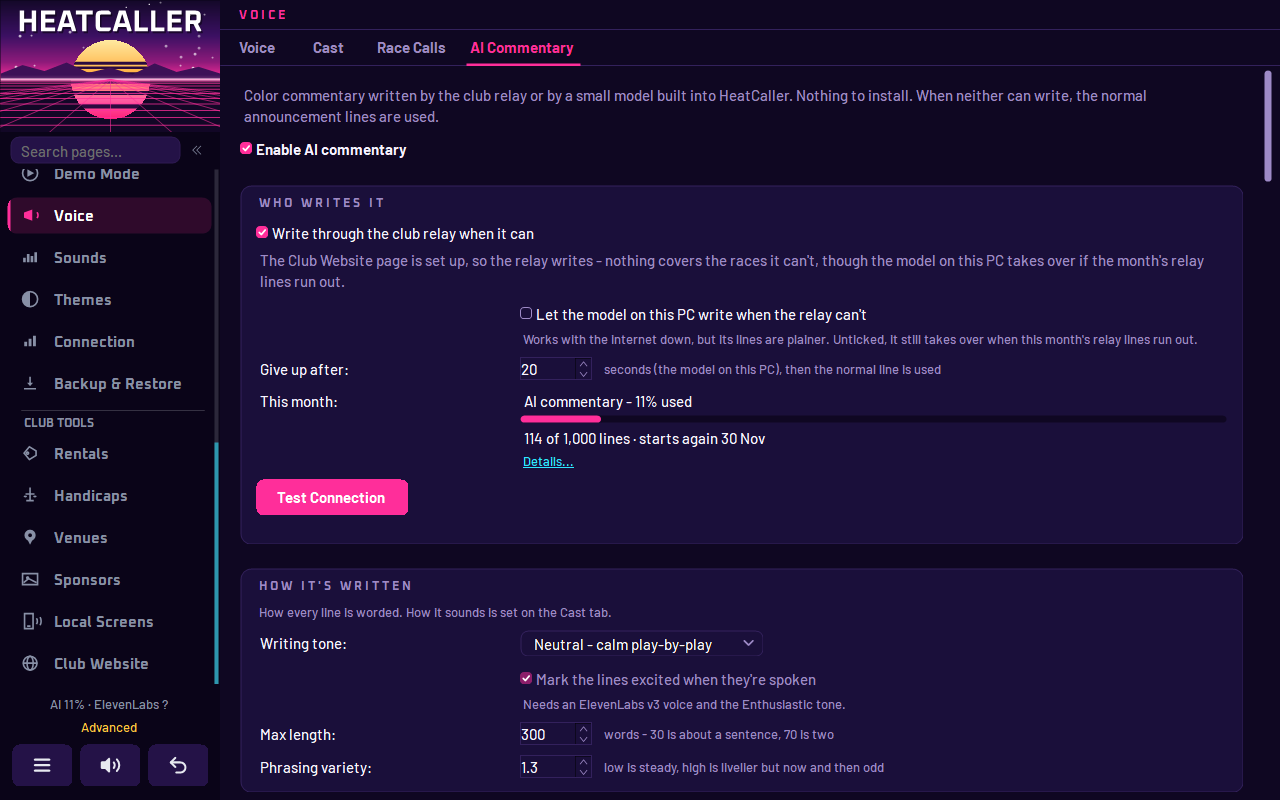 HEATCALLER
Search pages...
Demo Mode
Voice
Sounds
Themes
Connection
Backup & Restore
CLUB TOOLS
Rentals
Handicaps
Venues
Sponsors
Local Screens
Club Website
AI 11% · ElevenLabs ?
Advanced
VOICE
Voice Cast Race Calls AI Commentary
Color commentary written by the club relay or by a small model built into HeatCaller. Nothing to install. When neither can write, the normal
announcement lines are used.
Enable AI commentary
WHO WRITES IT
Write through the club relay when it can
The Club Website page is set up, so the relay writes - nothing covers the races it can't, though the model on this PC takes over if the month's relay
lines run out.
Let the model on this PC write when the relay can't
Works with the internet down, but its lines are plainer. Unticked, it still takes over when this month's relay lines run out.
Give up after: 20 seconds (the model on this PC), then the normal line is used
This month: AI commentary - 11% used
114 of 1,000 lines · starts again 30 Nov
Details...
Test Connection
HOW IT'S WRITTEN
How every line is worded. How it sounds is set on the Cast tab.
Writing tone: Neutral - calm play-by-play
Mark the lines excited when they're spoken
Needs an ElevenLabs v3 voice and the Enthusiastic tone.
Max length: 300 words - 30 is about a sentence, 70 is two
Phrasing variety: 1.3 low is steady, high is livelier but now and then odd